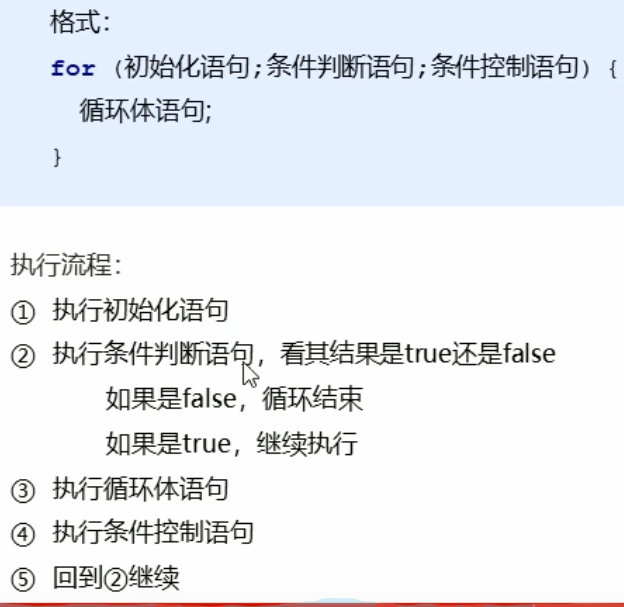 格式：
for (初始化语句;条件判断语句;条件控制语句) {
循环体语句;
}
执行流程：
① 执行初始化语句
② 执行条件判断语句，看其结果是true还是false
如果是false，循环结束
如果是true，继续执行
③ 执行循环体语句
④ 执行条件控制语句
⑤ 回到②继续